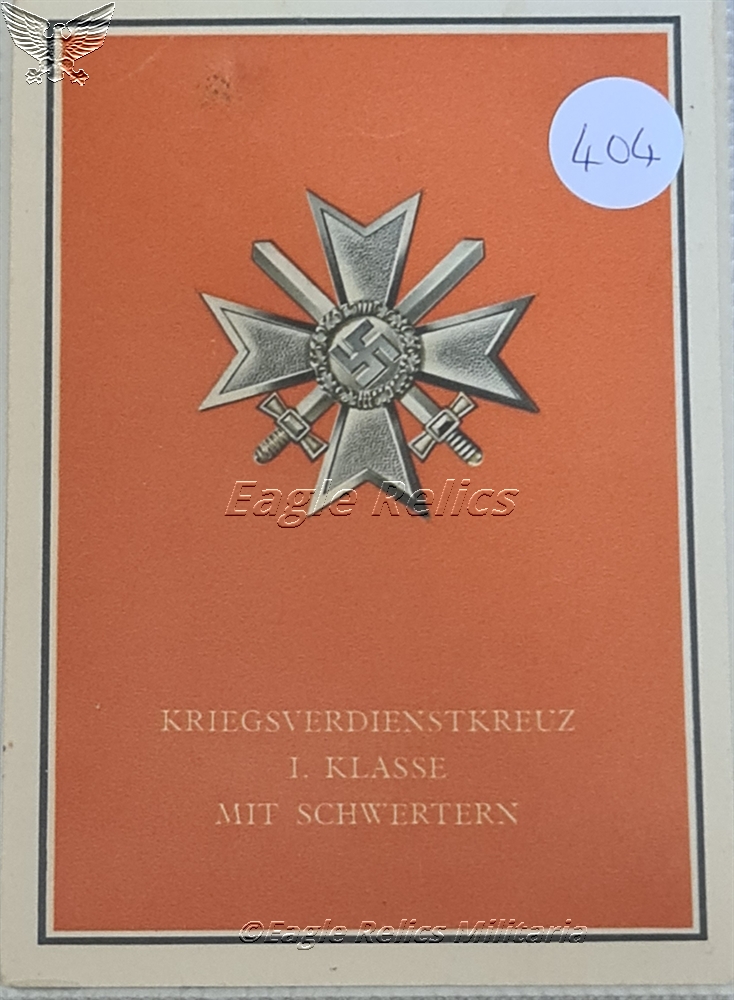 404
Eagle Relics
KRIEGSVERDIENSTKREUZ
I. KLASSE
MIT SCHWERTERN
©Eagle Relics Militaria